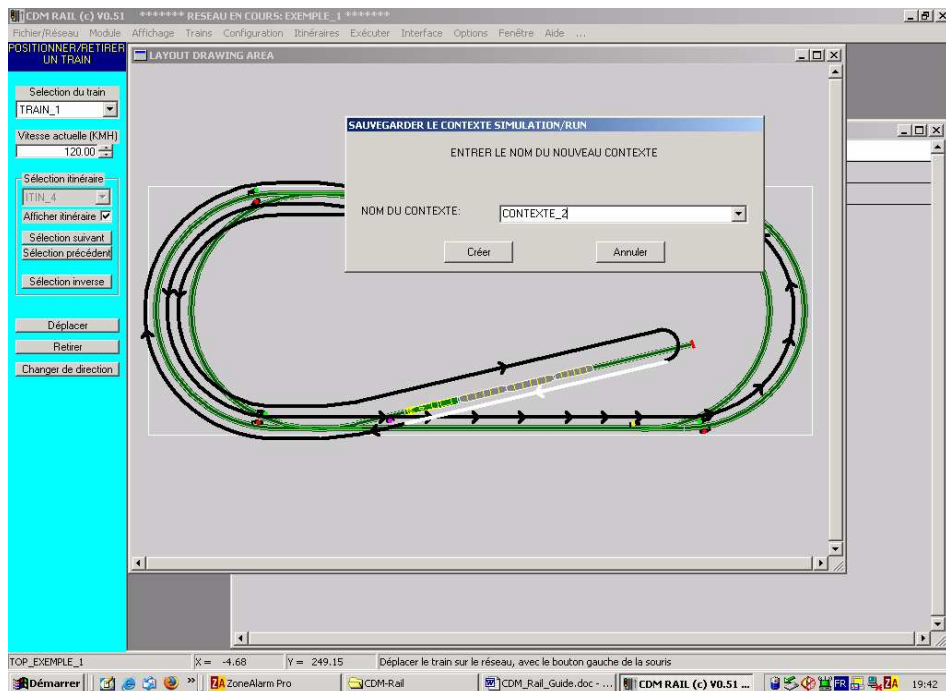 CDM RAIL (c) V0.51 ******* RESEAU EN COURS: EXEMPLE_1 *******
Fichier/Réseau Module Affichage Trains Configuration Itinéraires Exécuter Interface Options Fenêtre Aide ...
POSITIONNER/RETIRER
UN TRAIN
LAYOUT DRAWING AREA
Selection du train
TRAIN_1
Vitesse actuelle (KMH)
120.00
Sélection itinéraire
ITIN_4
Afficher itinéraire
Sélection suivant
Sélection précédent
Sélection inverse
Déplacer
Retirer
Changer de direction
SAUVEGARDER LE CONTEXTE SIMULATION/RUN
ENTRER LE NOM DU NOUVEAU CONTEXTE
NOM DU CONTEXTE: CONTEXTE_2
Créer Annuler
TOP_EXEMPLE_1 X = -4.68 Y = 249.15 Déplacer le train sur le réseau, avec le bouton gauche de la souris
Démarrer » ZA ZoneAlarm Pro CDM-Rail CDM_Rail_Guide.doc - ... CDM RAIL (c) V0.51 ... FR ZA 19:42